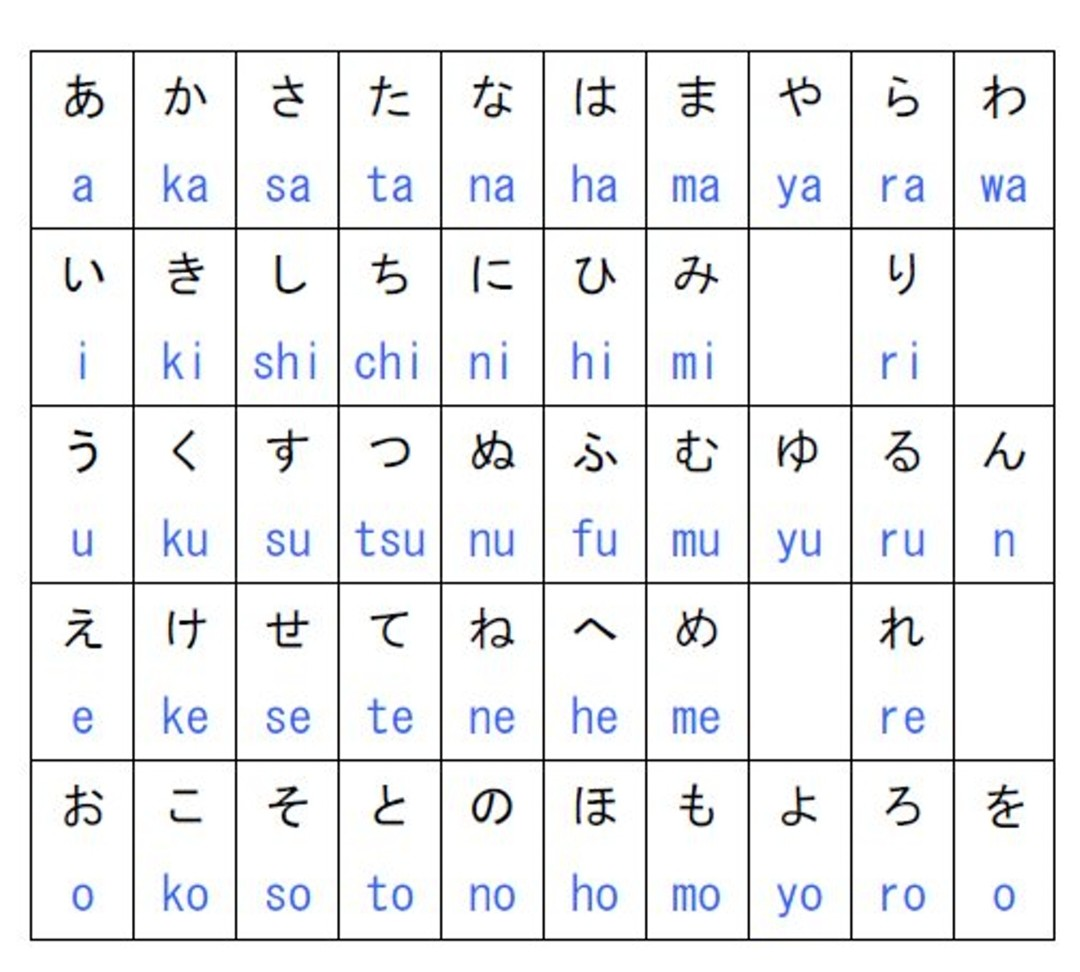 あ か さ た な は ま や ら わ
a ka sa ta na ha ma ya ra wa
い き し ち に ひ み り
i ki shi chi ni hi mi ri
う く す つ ぬ ふ む ゆ る ん
u ku su tsu nu fu mu yu ru n
え け せ て ね へ め れ
e ke se te ne he me re
お こ そ と の ほ も よ ろ を
o ko so to no ho mo yo ro o